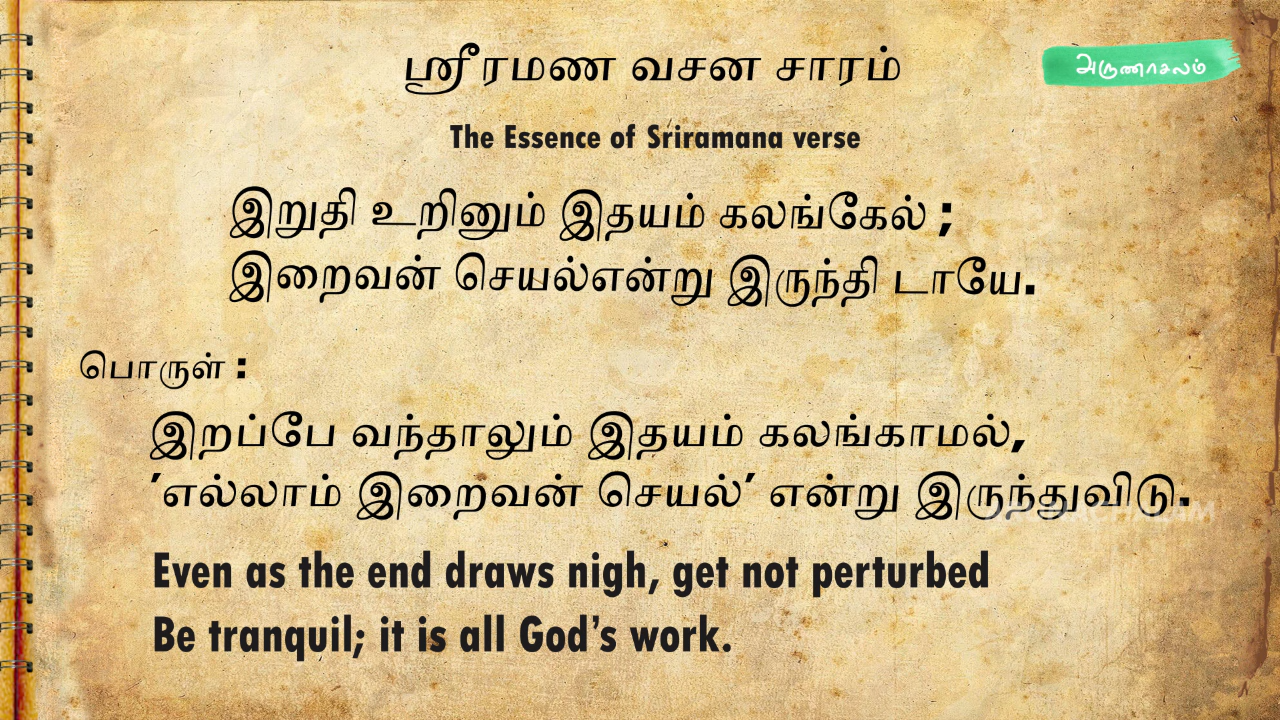 ஸ்ரீரமண வசன சாரம்
அருணாசலம்
The Essence of Sriramana verse
இறுதி உறினும் இதயம் கலங்கேல் ;
இறைவன் செயல்என்று இருந்தி டாயே.
பொருள் :
இறப்பே வந்தாலும் இதயம் கலங்காமல்,
'எல்லாம் இறைவன் செயல்' என்று இருந்துவிடு.
Even as the end draws nigh, get not perturbed
Be tranquil; it is all God’s work.